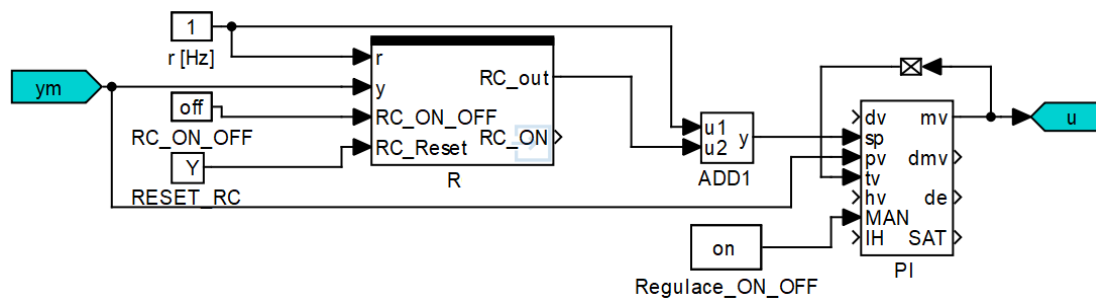 1
r [Hz]
ym
off
RC_ON_OFF
Y
RESET_RC
r
y
RC_ON_OFF
RC_Reset
RC_out
RC_ON
R
u1
u2
y
ADD1
on
Regulace_ON_OFF
dv
sp
pv
tv
hv
MAN
IH
mv
dmv
de
SAT
PI
u